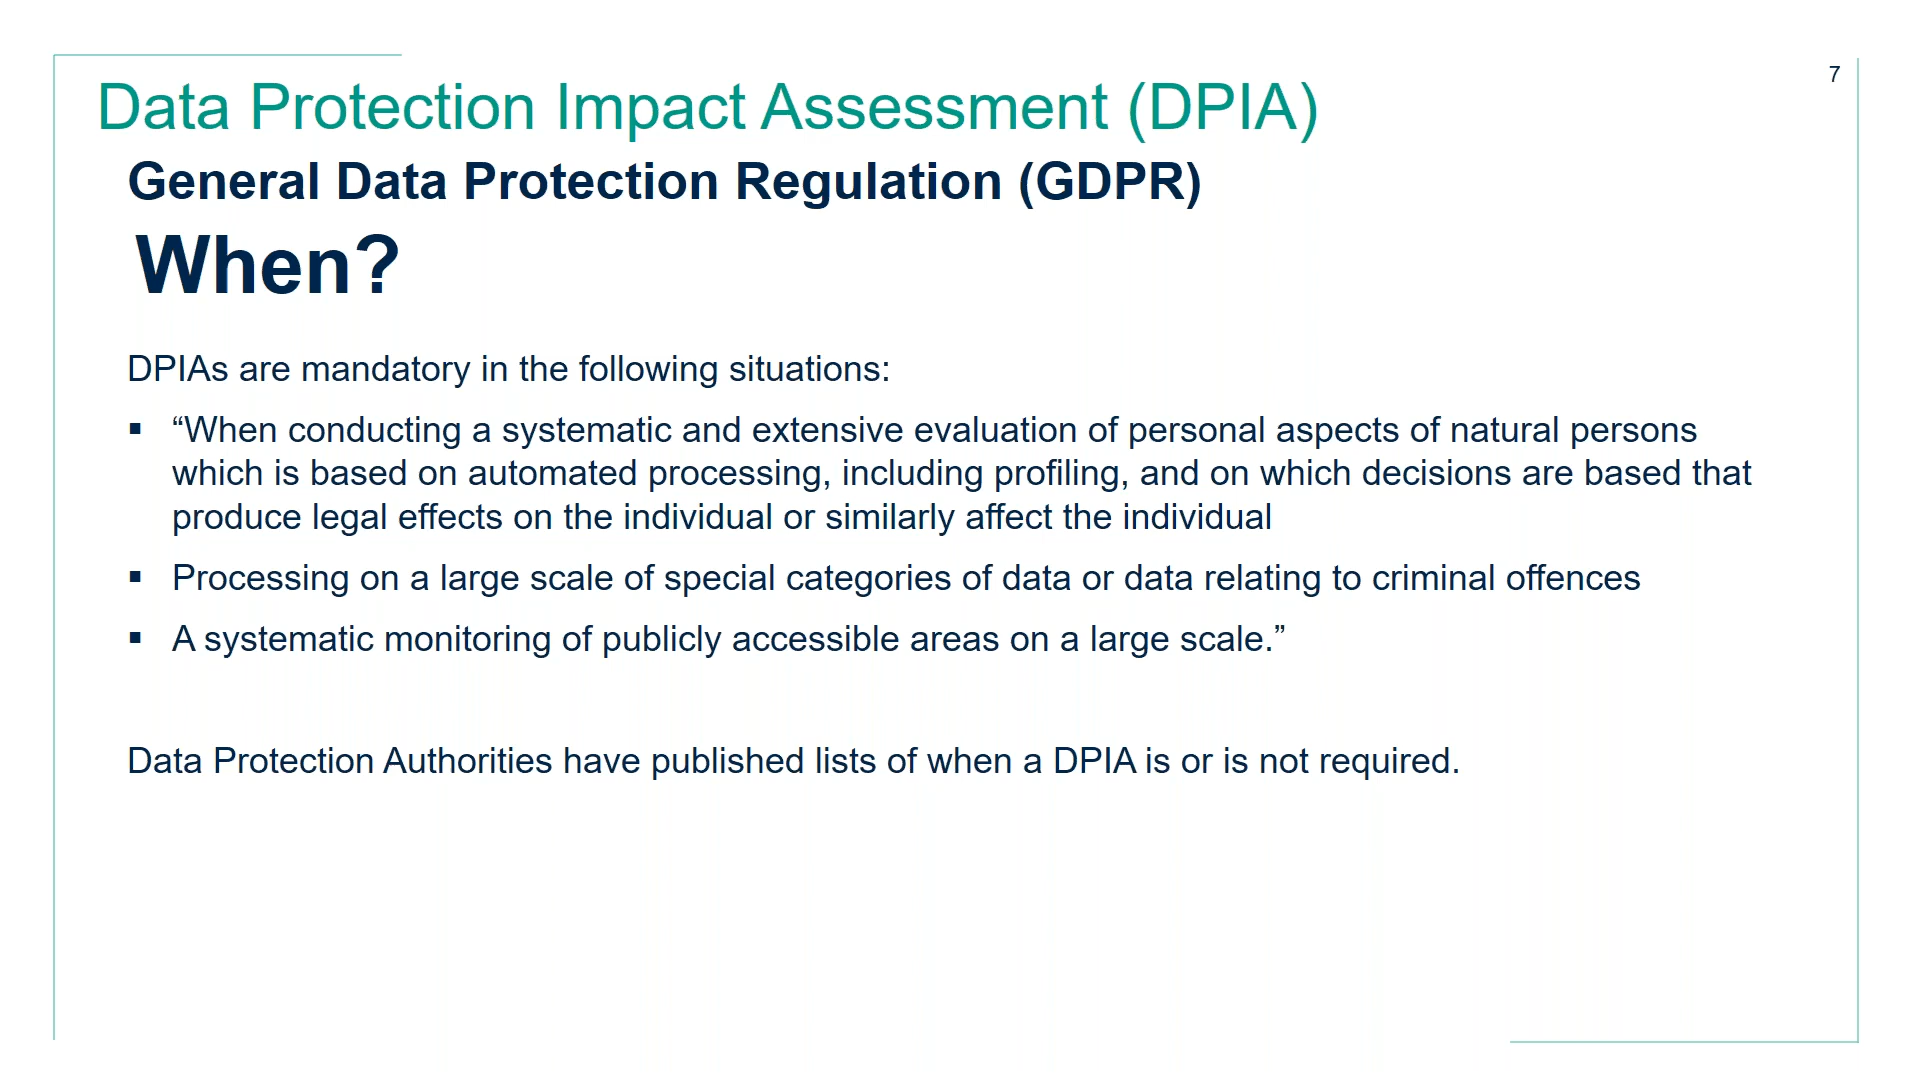 7
Data Protection Impact Assessment (DPIA)
General Data Protection Regulation (GDPR)
When?
DPIAs are mandatory in the following situations:
▪ “When conducting a systematic and extensive evaluation of personal aspects of natural persons
which is based on automated processing, including profiling, and on which decisions are based that
produce legal effects on the individual or similarly affect the individual
▪ Processing on a large scale of special categories of data or data relating to criminal offences
▪ A systematic monitoring of publicly accessible areas on a large scale.”
Data Protection Authorities have published lists of when a DPIA is or is not required.